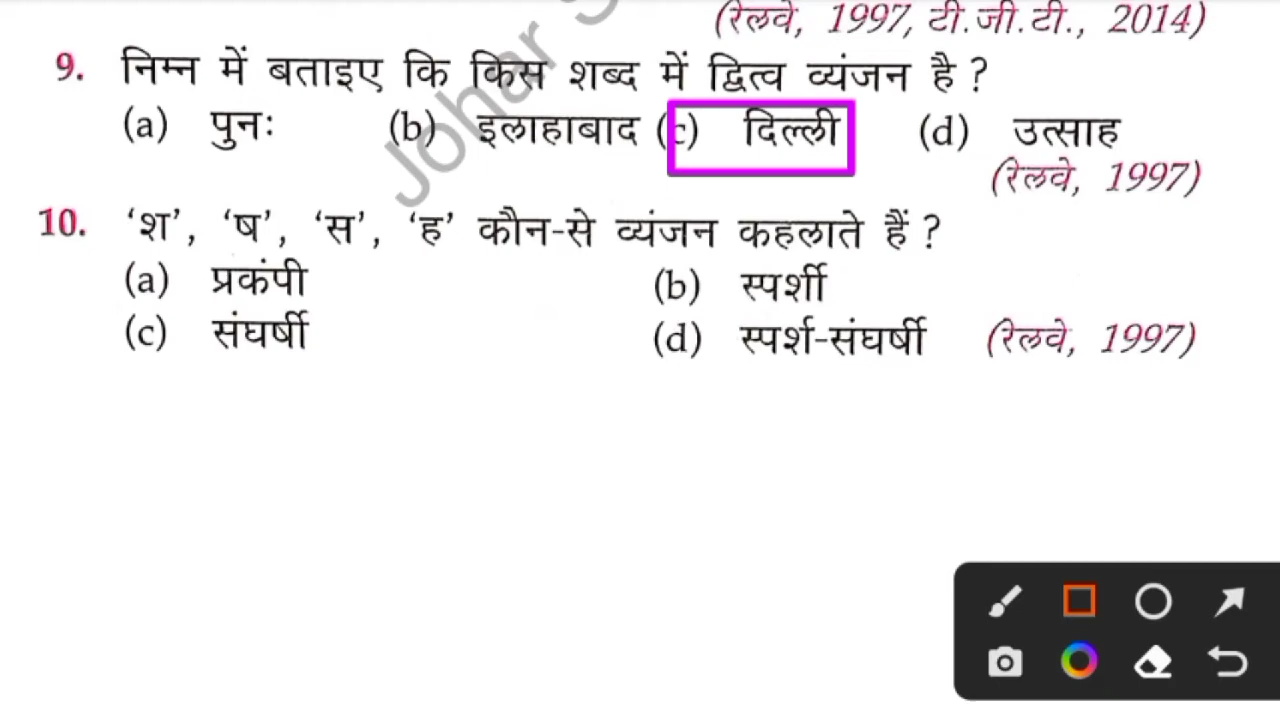 (रेलवे, 1997, टी.जी.टी., 2014)
9. निम्न में बताइए कि किस शब्द में द्वित्व व्यंजन है ?
(a) पुनः (b) इलाहाबाद (c) दिल्ली (d) उत्साह
(रेलवे, 1997)
10. ‘श’, ‘ष’, ‘स’, ‘ह’ कौन-से व्यंजन कहलाते हैं ?
(a) प्रकंपी (b) स्पर्शी
(c) संघर्षी (d) स्पर्श-संघर्षी (रेलवे, 1997)
Johar